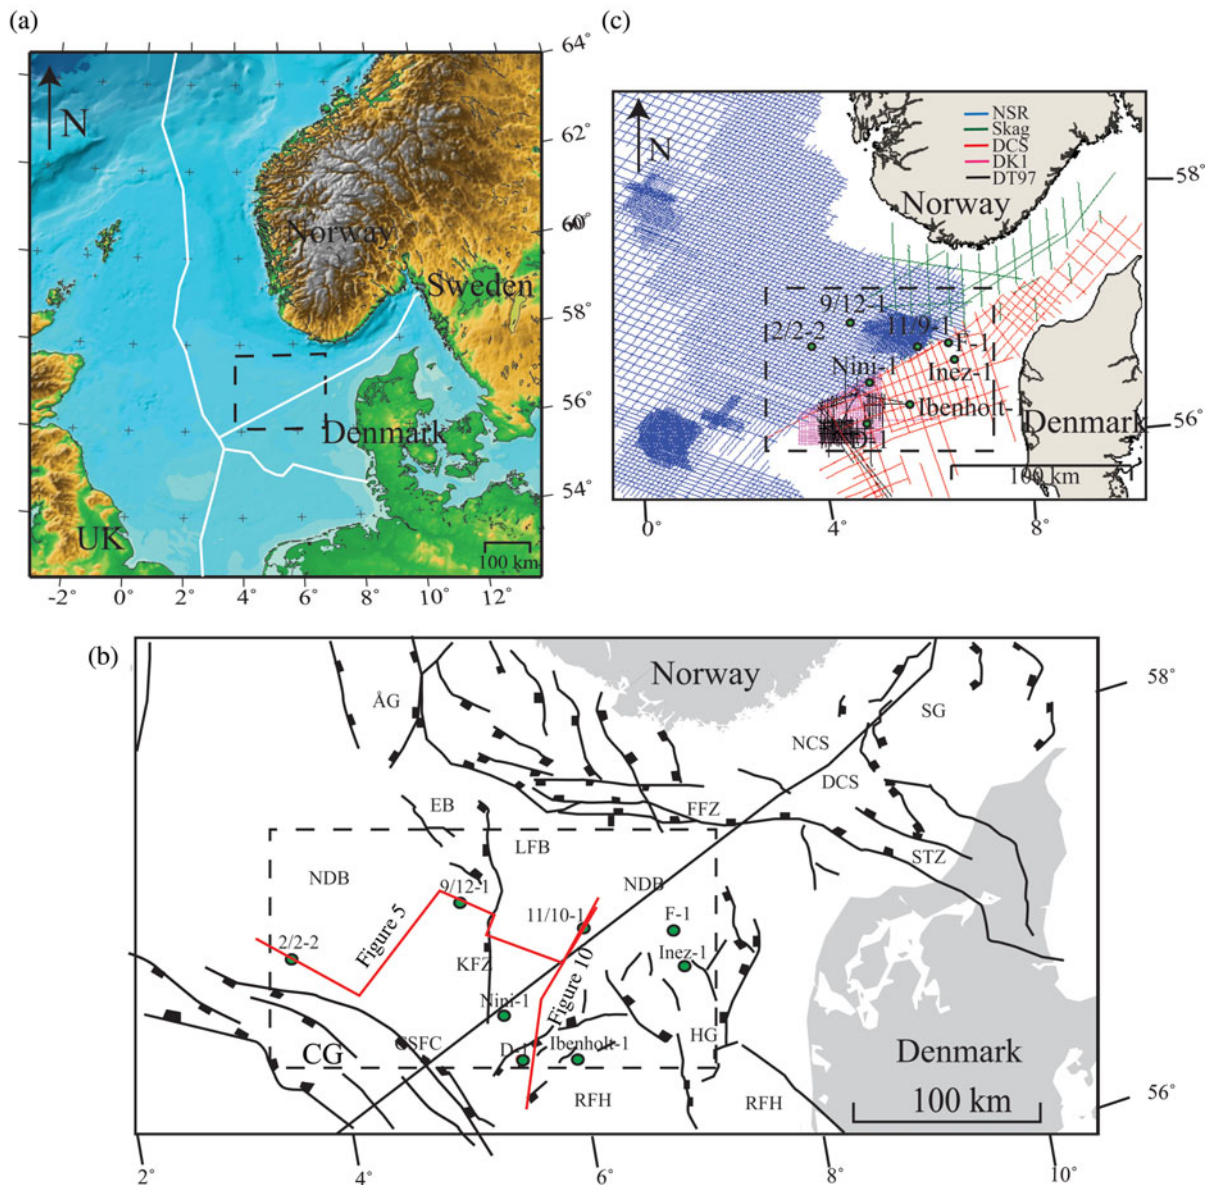 (a)
64°
62°
60°
58°
56°
54°
N
Norway
Sweden
Denmark
UK
100 km
-2° 0° 2° 4° 6° 8° 10° 12°
(c)
N
NSR
Skag
DCS
DK1
DT97
Norway
58°
9/12-1
2/2-2
11/9-1
F-1
Nini-1
Inez-1
Ibenholt-1
D-1
Denmark
56°
100 km
0° 4° 8°
(b)
Norway
58°
ÅG
SG
NCS
DCS
EB
FFZ
LFB
STZ
NDB
NDB
9/12-1
11/10-1
F-1
Figure 5
2/2-2
KFZ
Inez-1
Figure 10
Nini-1
HG
CG
CSFC
D-1
Ibenholt-1
Denmark
RFH
RFH
100 km
56°
2° 4° 6° 8° 10°